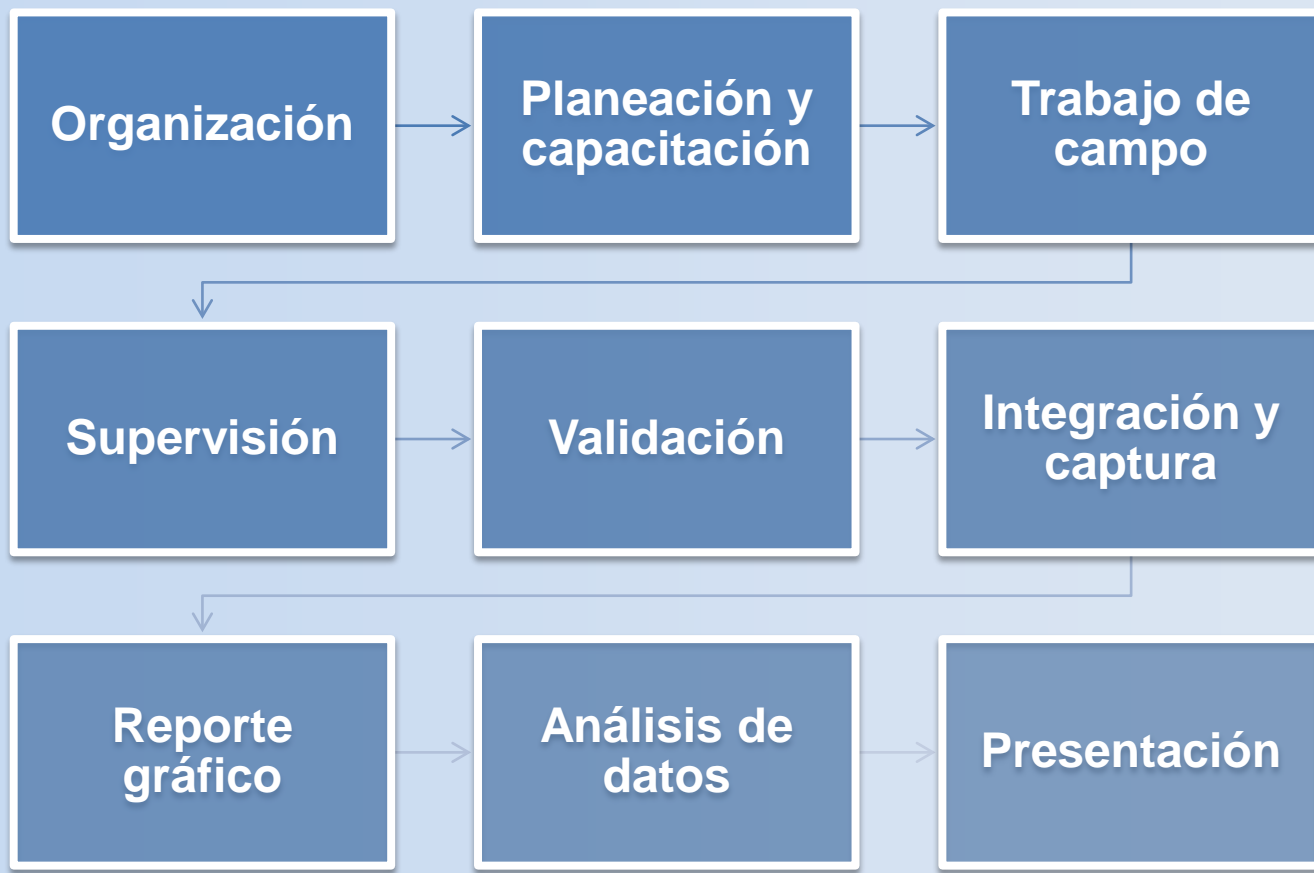 Organización
Planeación y
capacitación
Trabajo de
campo
Supervisión
Validación
Integración y
captura
Reporte
gráfico
Análisis de
datos
Presentación